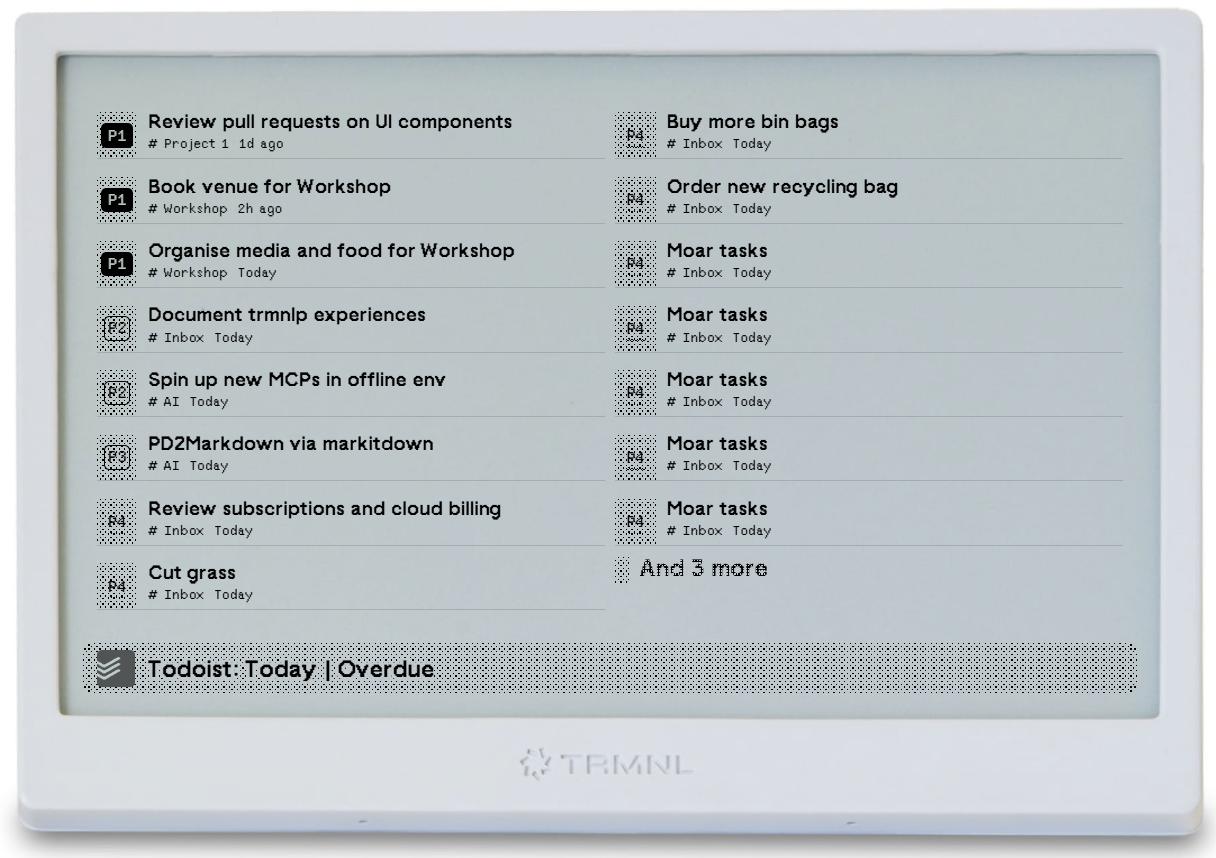 P1 Review pull requests on UI components
# Project 1 1d ago
P1 Book venue for Workshop
# Workshop 2h ago
P1 Organise media and food for Workshop
# Workshop Today
P2 Document trmnlp experiences
# Inbox Today
P2 Spin up new MCPs in offline env
# AI Today
P3 PD2Markdown via markitdown
# AI Today
P4 Review subscriptions and cloud billing
# Inbox Today
P4 Cut grass
# Inbox Today
P4 Buy more bin bags
# Inbox Today
P4 Order new recycling bag
# Inbox Today
P4 Moar tasks
# Inbox Today
P4 Moar tasks
# Inbox Today
P4 Moar tasks
# Inbox Today
P4 Moar tasks
# Inbox Today
P4 Moar tasks
# Inbox Today
And 3 more
Todoist: Today | Overdue
TRMNL